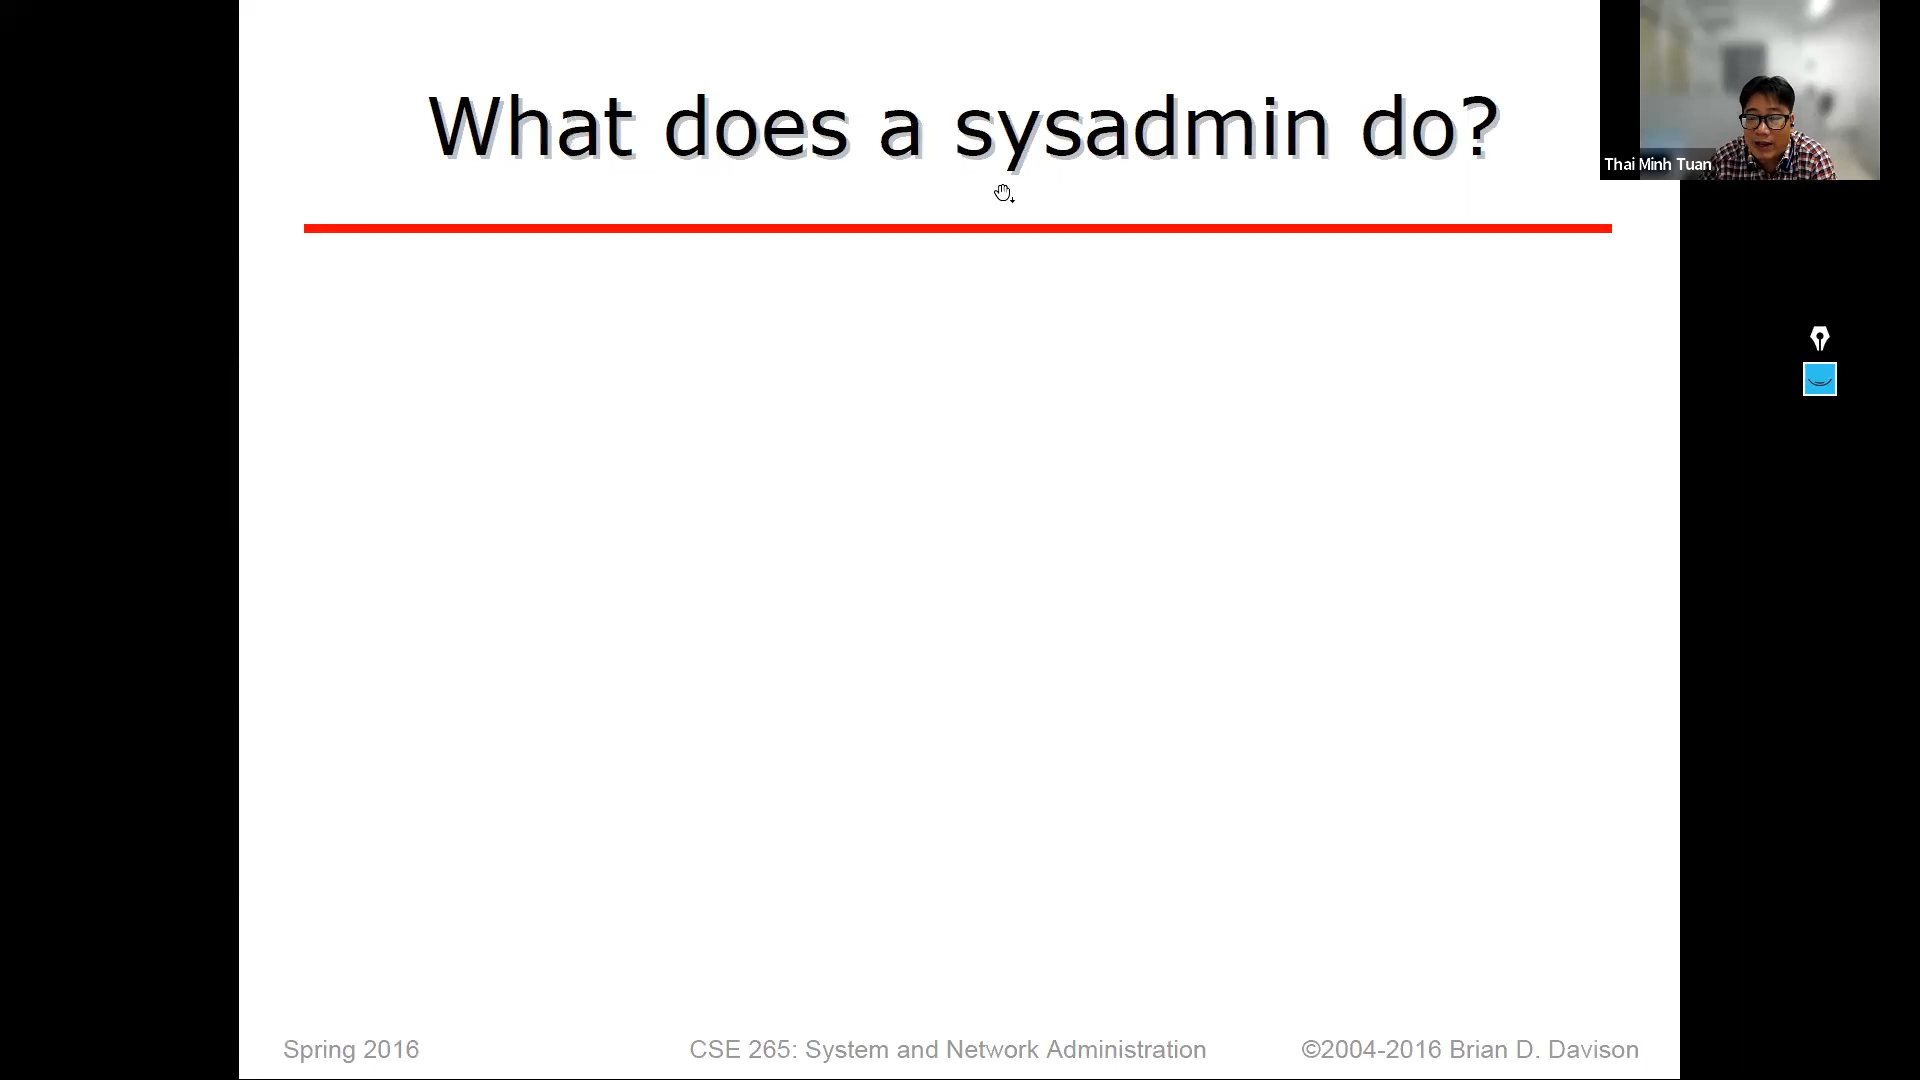 What does a sysadmin do?
Thai Minh Tuan
Spring 2016
CSE 265: System and Network Administration
©2004-2016 Brian D. Davison